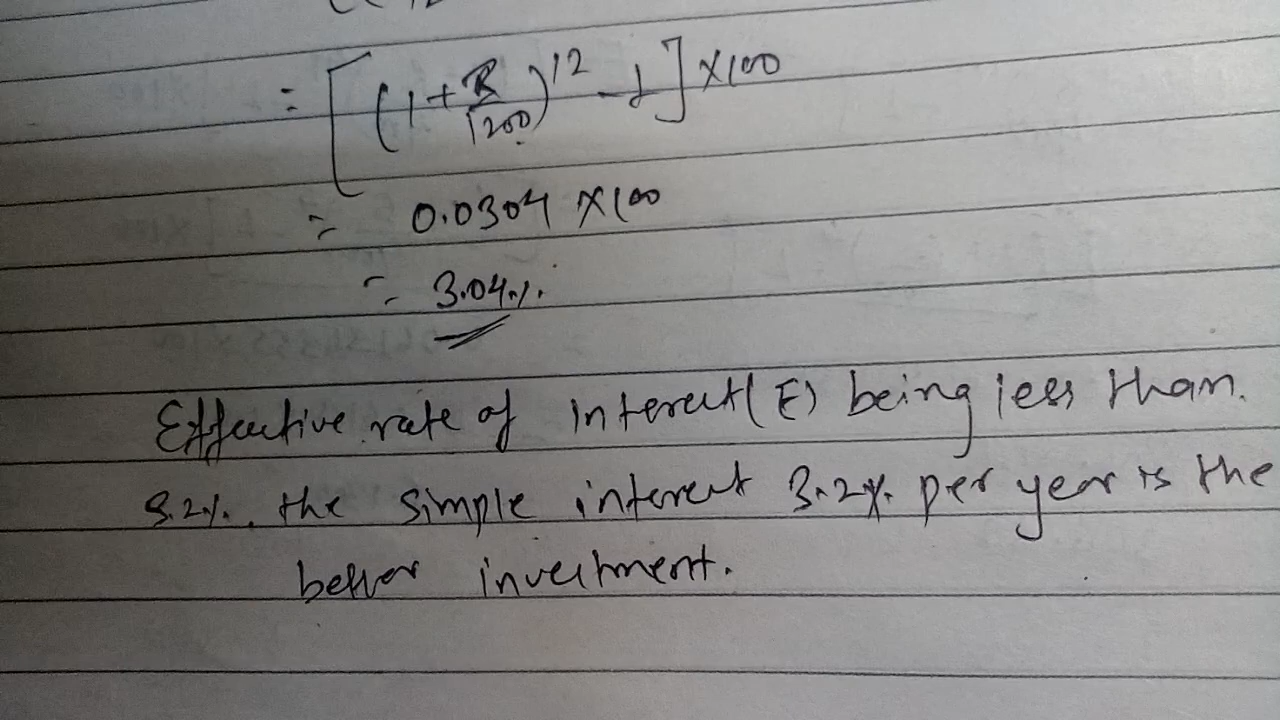 = [(1 + R/1200)^12 - 1] × 100
= 0.0304 × 100
= 3.04%.
Effective rate of interest (E) being less than.
3.2%. the simple interest 3.2%. per year is the
better investment.